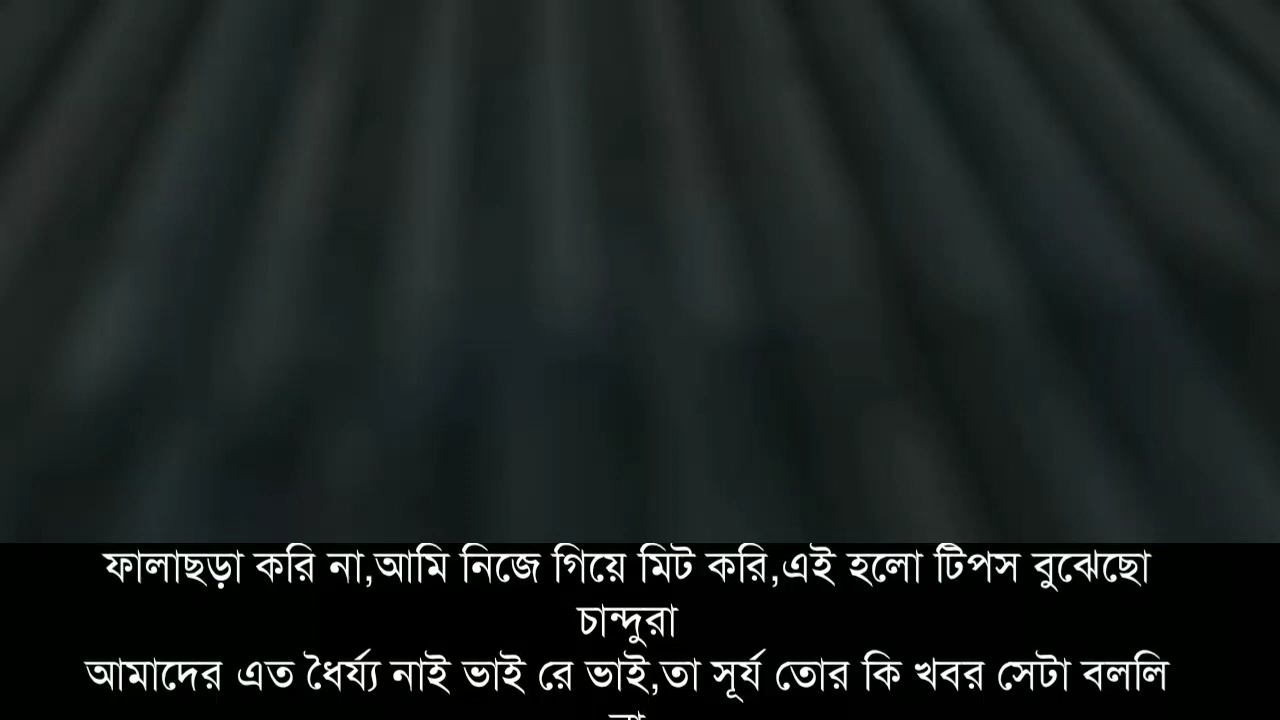 ফালাছড়া করি না,আমি নিজে গিয়ে মিট করি,এই হলো টিপস বুঝেছো
চান্দুরা
আমাদের এত ধৈর্য্য নাই ভাই রে ভাই,তা সূর্য তোর কি খবর সেটা বললি